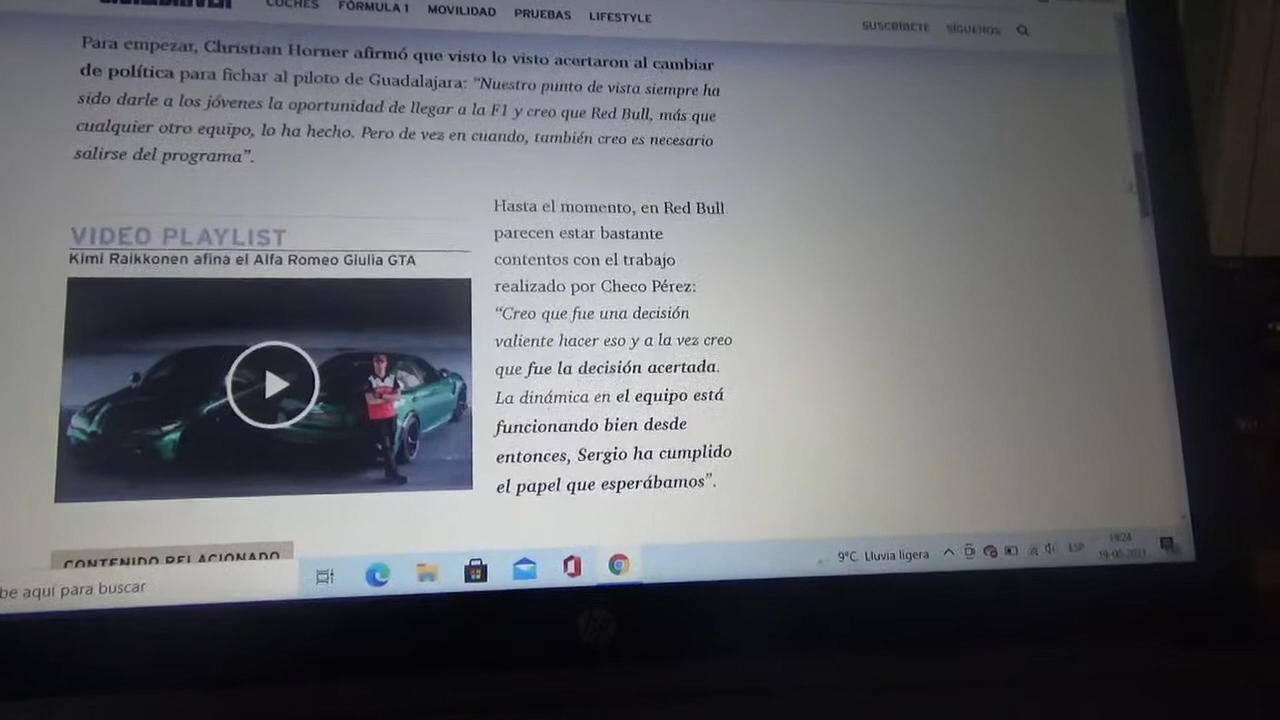 COCHES FÓRMULA 1 MOVILIDAD PRUEBAS LIFESTYLE
SUSCRÍBETE SÍGUENOS
Para empezar, Christian Horner afirmó que visto lo visto acertaron al cambiar
de política para fichar al piloto de Guadalajara: “Nuestro punto de vista siempre ha
sido darle a los jóvenes la oportunidad de llegar a la F1 y creo que Red Bull, más que
cualquier otro equipo, lo ha hecho. Pero de vez en cuando, también creo es necesario
salirse del programa”.
VIDEO PLAYLIST
Kimi Raikkonen afina el Alfa Romeo Giulia GTA
Hasta el momento, en Red Bull
parecen estar bastante
contentos con el trabajo
realizado por Checo Pérez:
“Creo que fue una decisión
valiente hacer eso y a la vez creo
que fue la decisión acertada.
La dinámica en el equipo está
funcionando bien desde
entonces, Sergio ha cumplido
el papel que esperábamos”.
CONTENIDO RELACIONADO
be aquí para buscar
9°C Lluvia ligera
ESP
hp